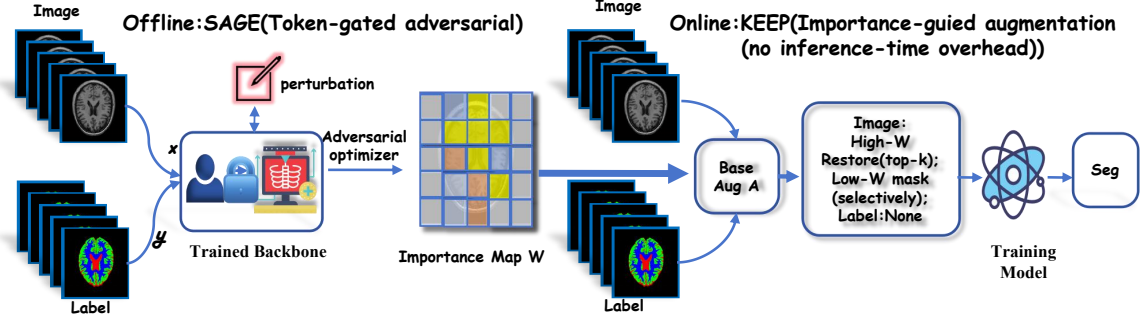 Image
Offline:SAGE(Token-gated adversarial)
perturbation
x
Adversarial
optimizer
y
Trained Backbone
Label
Importance Map W
Image
Online:KEEP(Importance-guied augmentation
(no inference-time overhead))
Base
Aug A
Label
Image:
High-W
Restore(top-k);
Low-W mask
(selectively);
Label:None
Training
Model
Seg